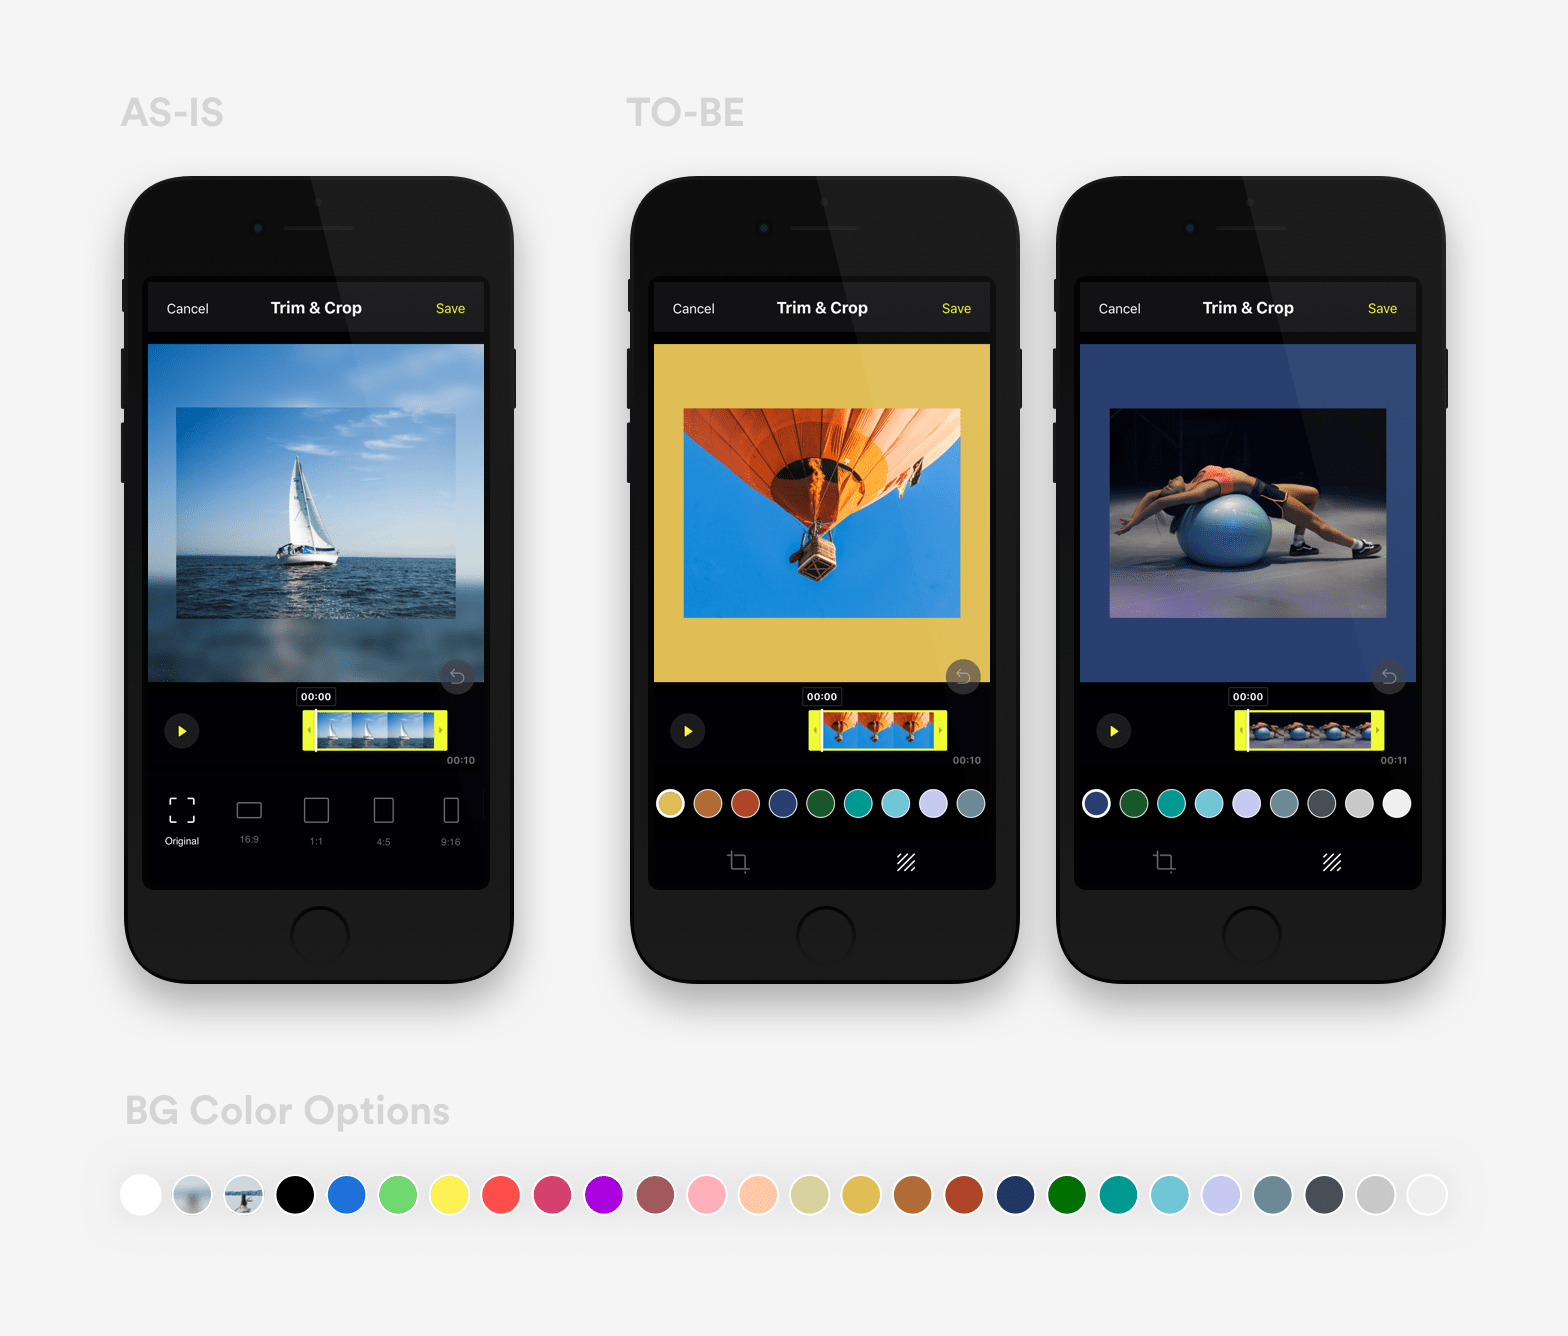 AS-IS
TO-BE
Cancel
Trim & Crop
Save
00:00
00:10
Original
16:9
1:1
4:5
9:16
Cancel
Trim & Crop
Save
00:00
00:10
Cancel
Trim & Crop
Save
00:00
00:11
BG Color Options